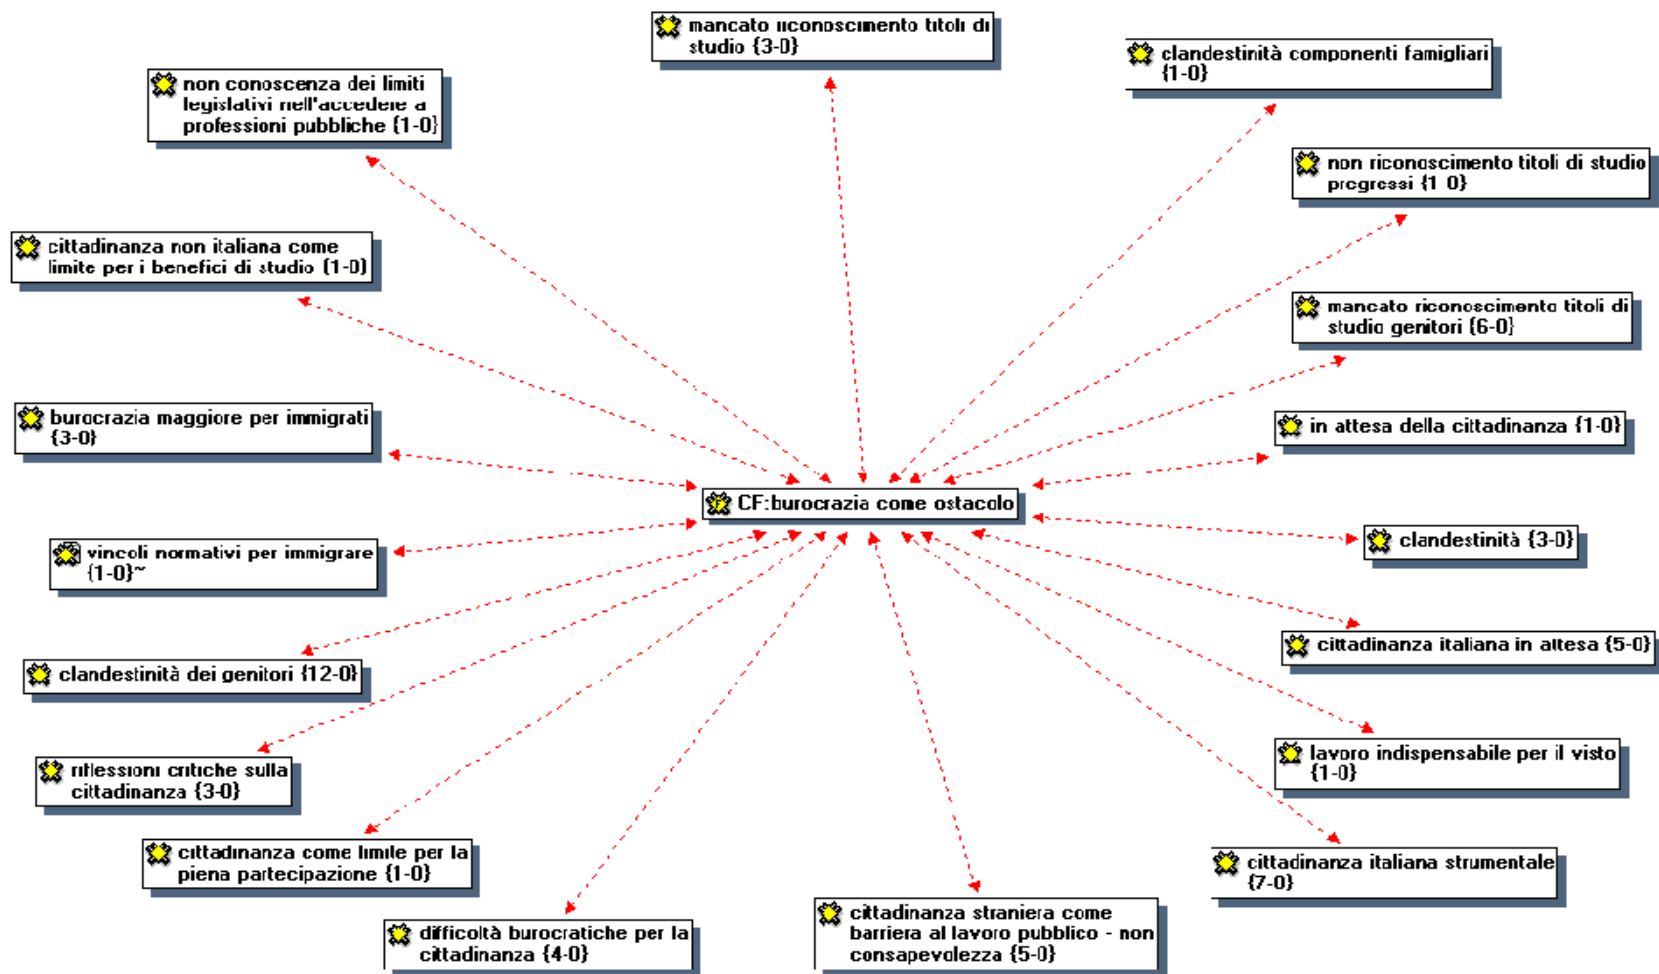 mancato riconoscimento titoli di
studio {3-0}
clandestinità componenti famigliari
{1-0}
non conoscenza dei limiti
legislativi nell'accedere a
professioni pubbliche {1-0}
non riconoscimento titoli di studio
pregressi {1-0}
cittadinanza non italiana come
limite per i benefici di studio {1-0}
mancato riconoscimento titoli di
studio genitori {6-0}
burocrazia maggiore per immigrati
{3-0}
in attesa della cittadinanza {1-0}
CF:burocrazia come ostacolo
vincoli normativi per immigrare
{1-0}~
clandestinità {3-0}
clandestinità dei genitori {12-0}
cittadinanza italiana in attesa {5-0}
riflessioni critiche sulla
cittadinanza {3-0}
lavoro indispensabile per il visto
{1-0}
cittadinanza come limite per la
piena partecipazione {1-0}
cittadinanza italiana strumentale
{7-0}
difficoltà burocratiche per la
cittadinanza {4-0}
cittadinanza straniera come
barriera al lavoro pubblico - non
consapevolezza {5-0}